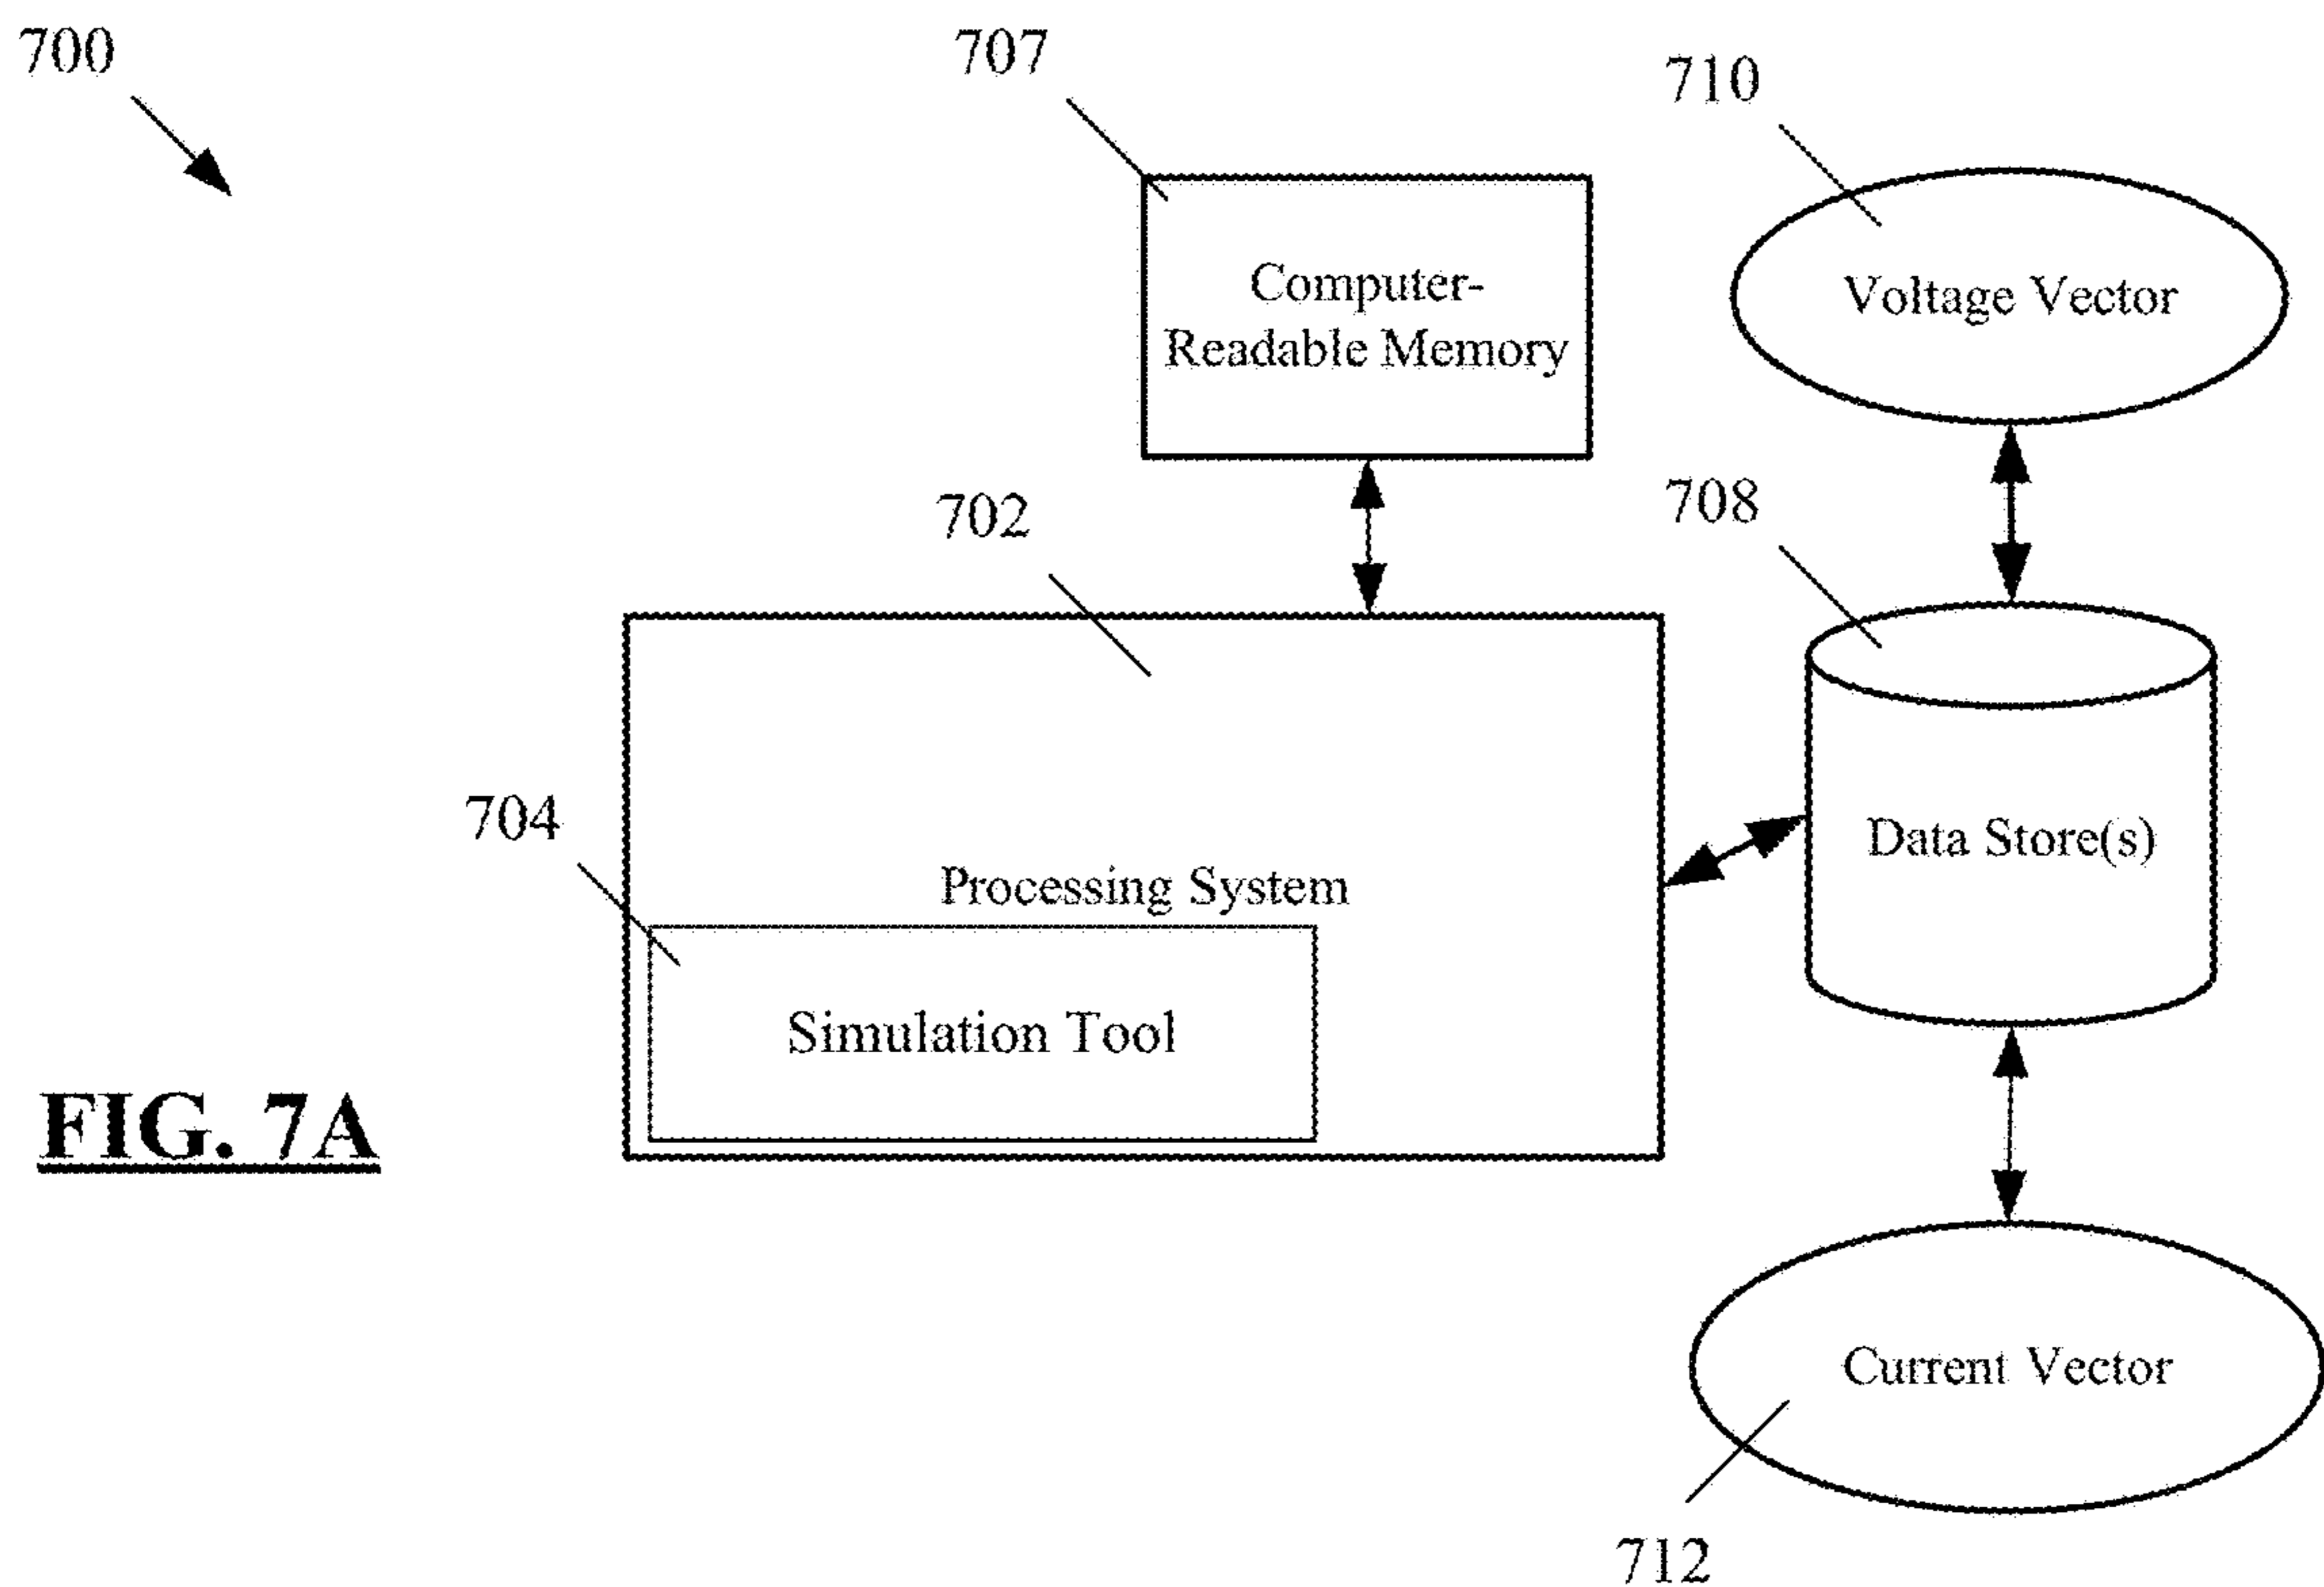 700
707
710
Computer-
Readable Memory
Voltage Vector
702
708
704
Processing System
Data Store(s)
Simulation Tool
FIG. 7A
Current Vector
712